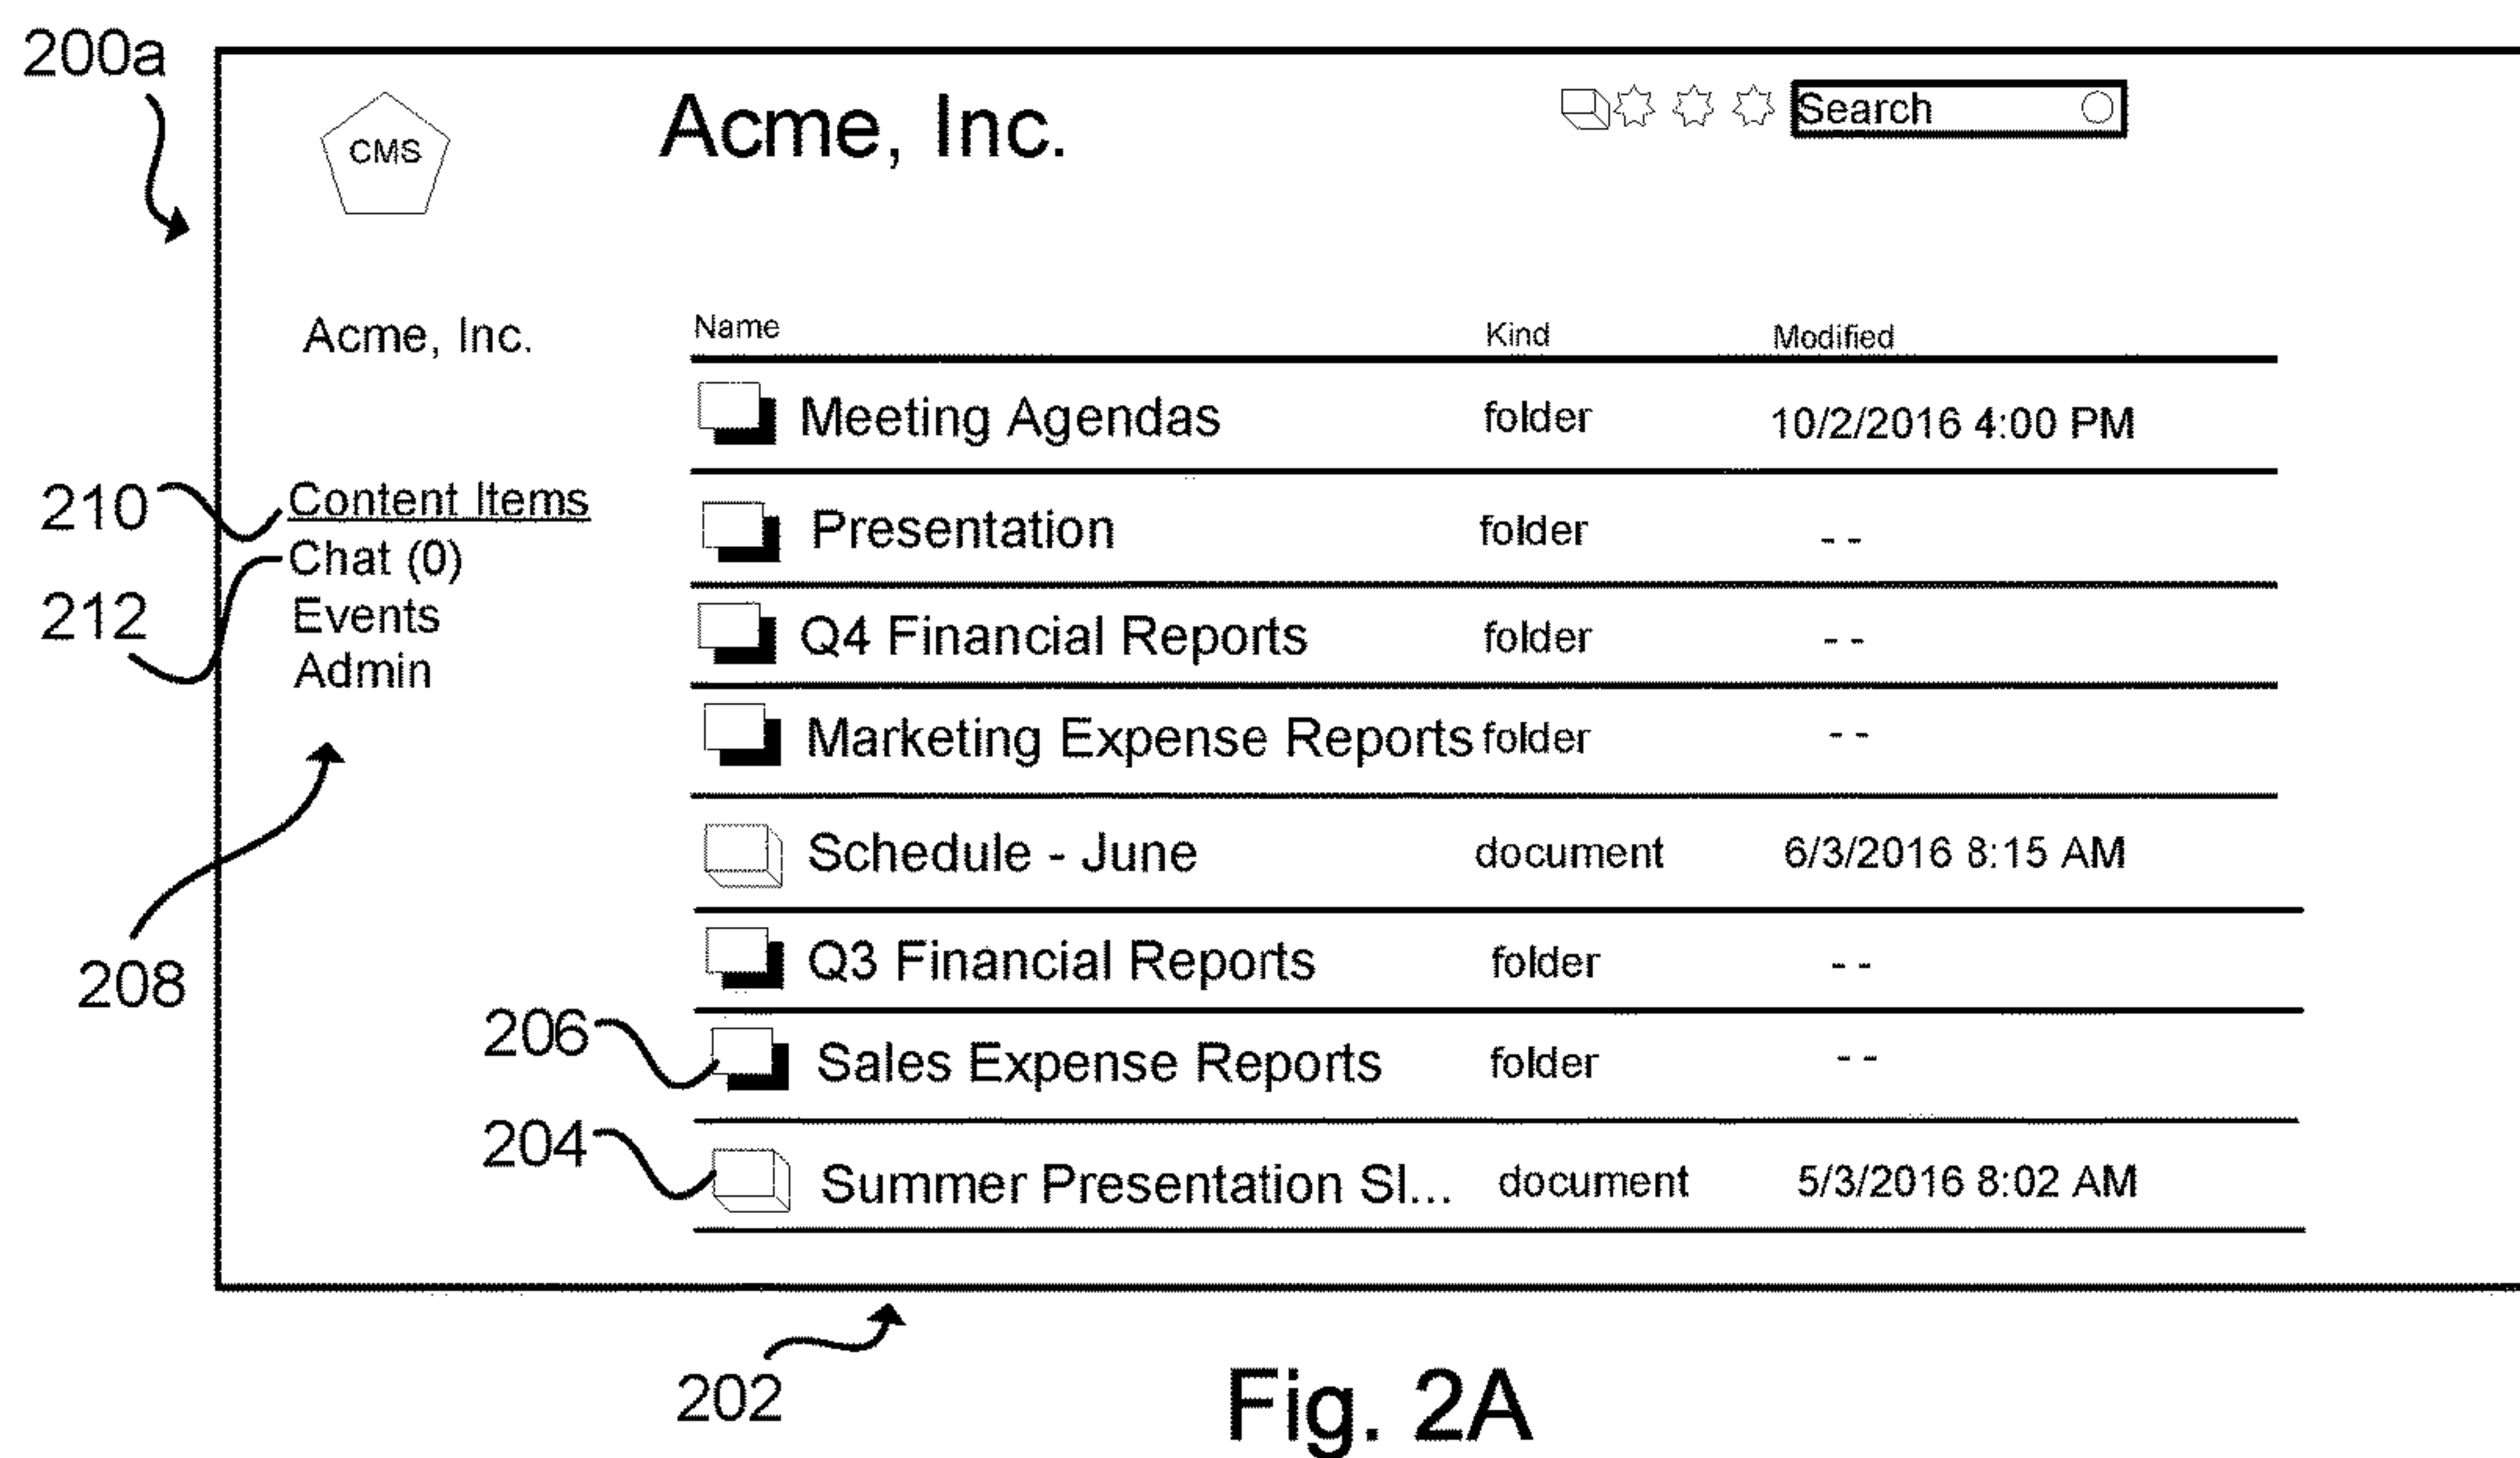 200a
CMS
Acme, Inc.
Search
Acme, Inc.
Name Kind Modified
Meeting Agendas folder 10/2/2016 4:00 PM
210 Content Items
Presentation folder --
Chat (0)
212 Events
Q4 Financial Reports folder --
Admin
Marketing Expense Reports folder --
Schedule - June document 6/3/2016 8:15 AM
208
Q3 Financial Reports folder --
206 Sales Expense Reports folder --
204 Summer Presentation Sl... document 5/3/2016 8:02 AM
202
Fig. 2A